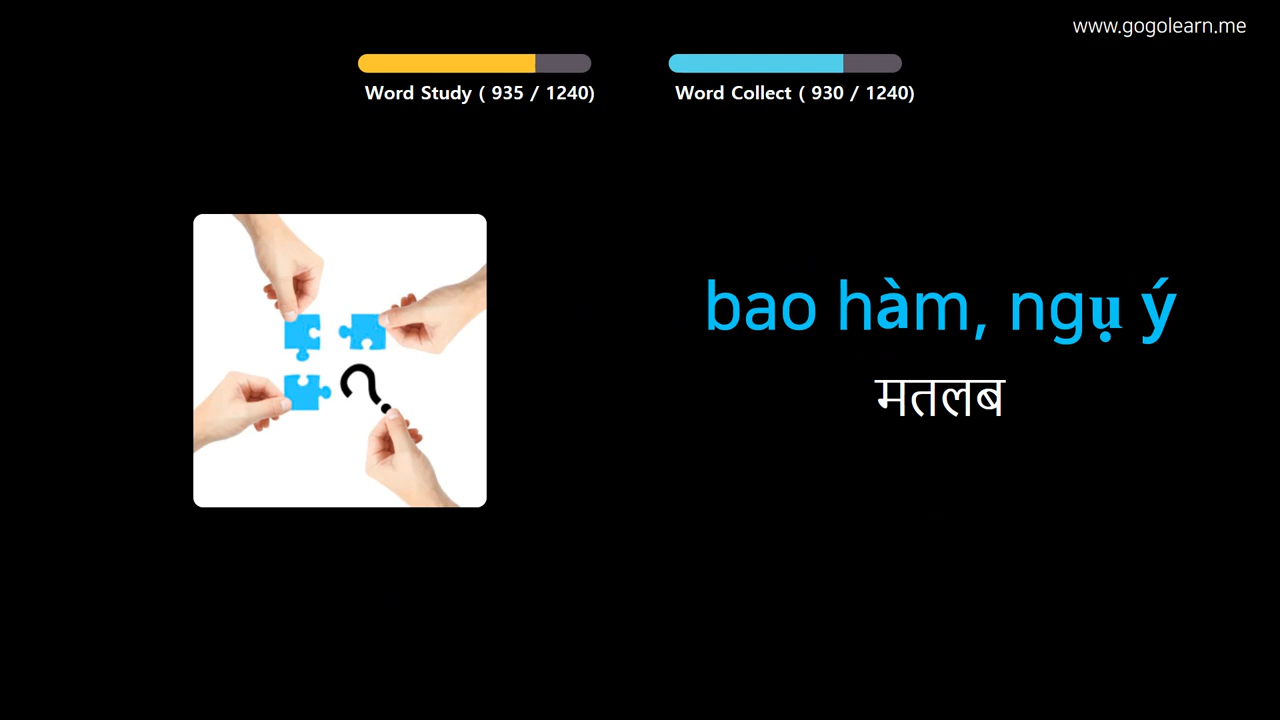 www.gogolearn.me
Word Study ( 935 / 1240)
Word Collect ( 930 / 1240)
bao hàm, ngụ ý
मतलब